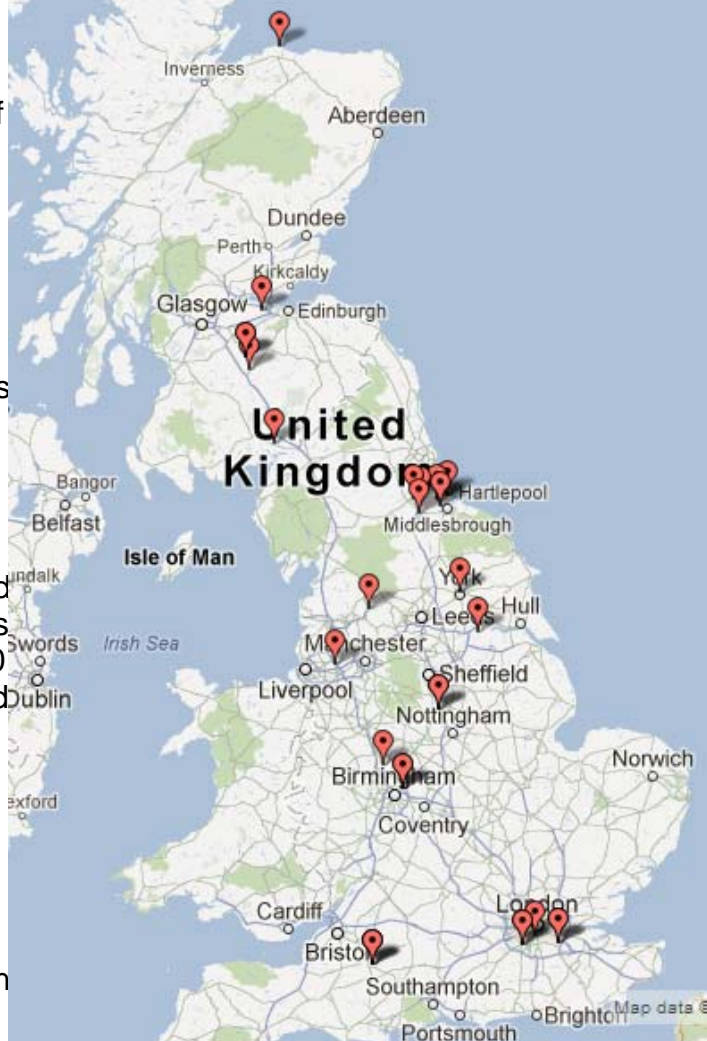 Inverness
Aberdeen
Dundee
Perth
Kirkcaldy
Glasgow
Edinburgh
United
Kingdom
Bangor
Belfast
Hartlepool
Middlesbrough
Isle of Man
undalk
York
Leeds
Hull
Swords
Irish Sea
Manchester
Dublin
Liverpool
Sheffield
Nottingham
Norwich
Birmingham
exford
Coventry
London
Cardiff
Bristol
Southampton
Brighton
Map data ©
Portsmouth